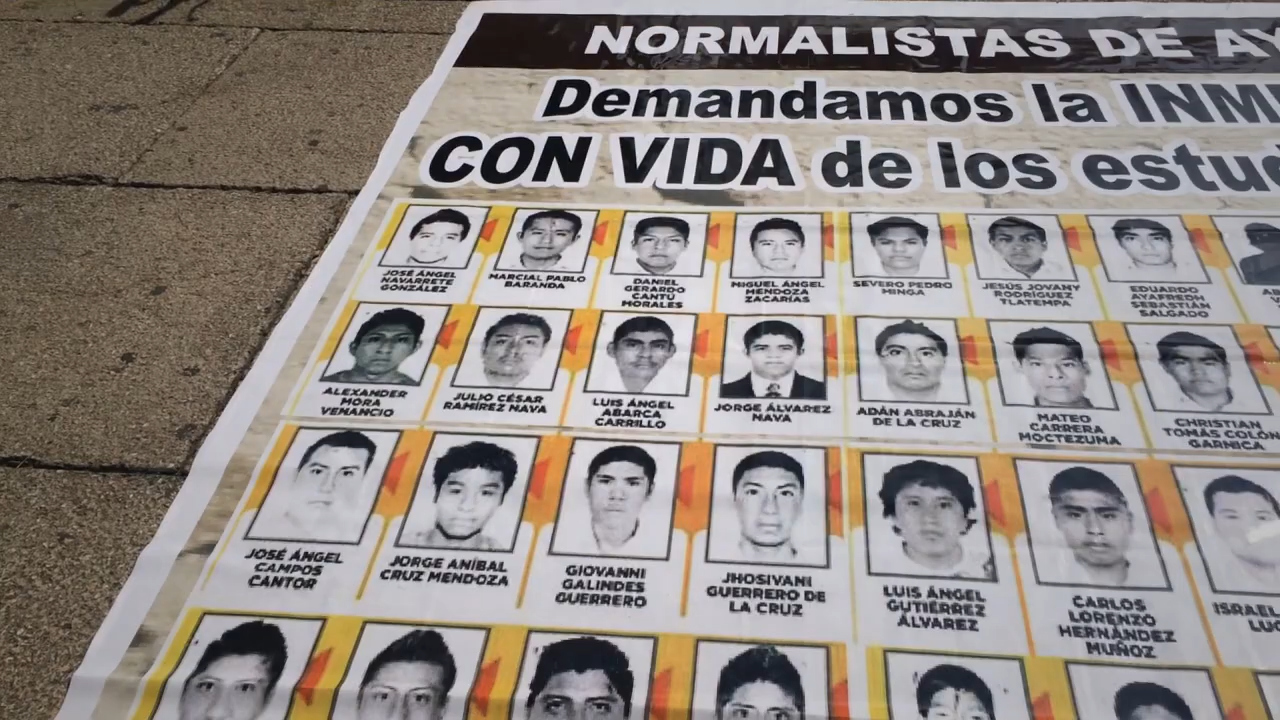 NORMALISTAS DE AY
Demandamos la INM
CON VIDA de los estud
JOSÉ ÁNGEL
NAVARRETE
GONZÁLEZ
MARCIAL PABLO
BARANDA
DANIEL
GERARDO
CANTÚ
MORALES
MIGUEL ÁNGEL
MENDOZA
ZACARÍAS
SEVERO PEDRO
MINGA
JESÚS JOVANY
RODRÍGUEZ
TLATEMPA
EDUARDO
AYAFREDH
SEBASTIÁN
SALGADO
ALEXANDER
MORA
VENANCIO
JULIO CÉSAR
RAMÍREZ NAVA
LUIS ÁNGEL
ABARCA
CARRILLO
JORGE ÁLVAREZ
NAVA
ADÁN ABRAJÁN
DE LA CRUZ
MATEO
CARRERA
MOCTEZUNA
CHRISTIAN
TOMÁS COLÓN
GARNICA
JOSÉ ÁNGEL
CAMPOS
CANTOR
JORGE ANÍBAL
CRUZ MENDOZA
GIOVANNI
GALINDES
GUERRERO
JHOSIVANI
GUERRERO DE
LA CRUZ
LUIS ÁNGEL
GUTIÉRREZ
ÁLVAREZ
CARLOS
LORENZO
HERNÁNDEZ
MUÑOZ
ISRAEL
LUG